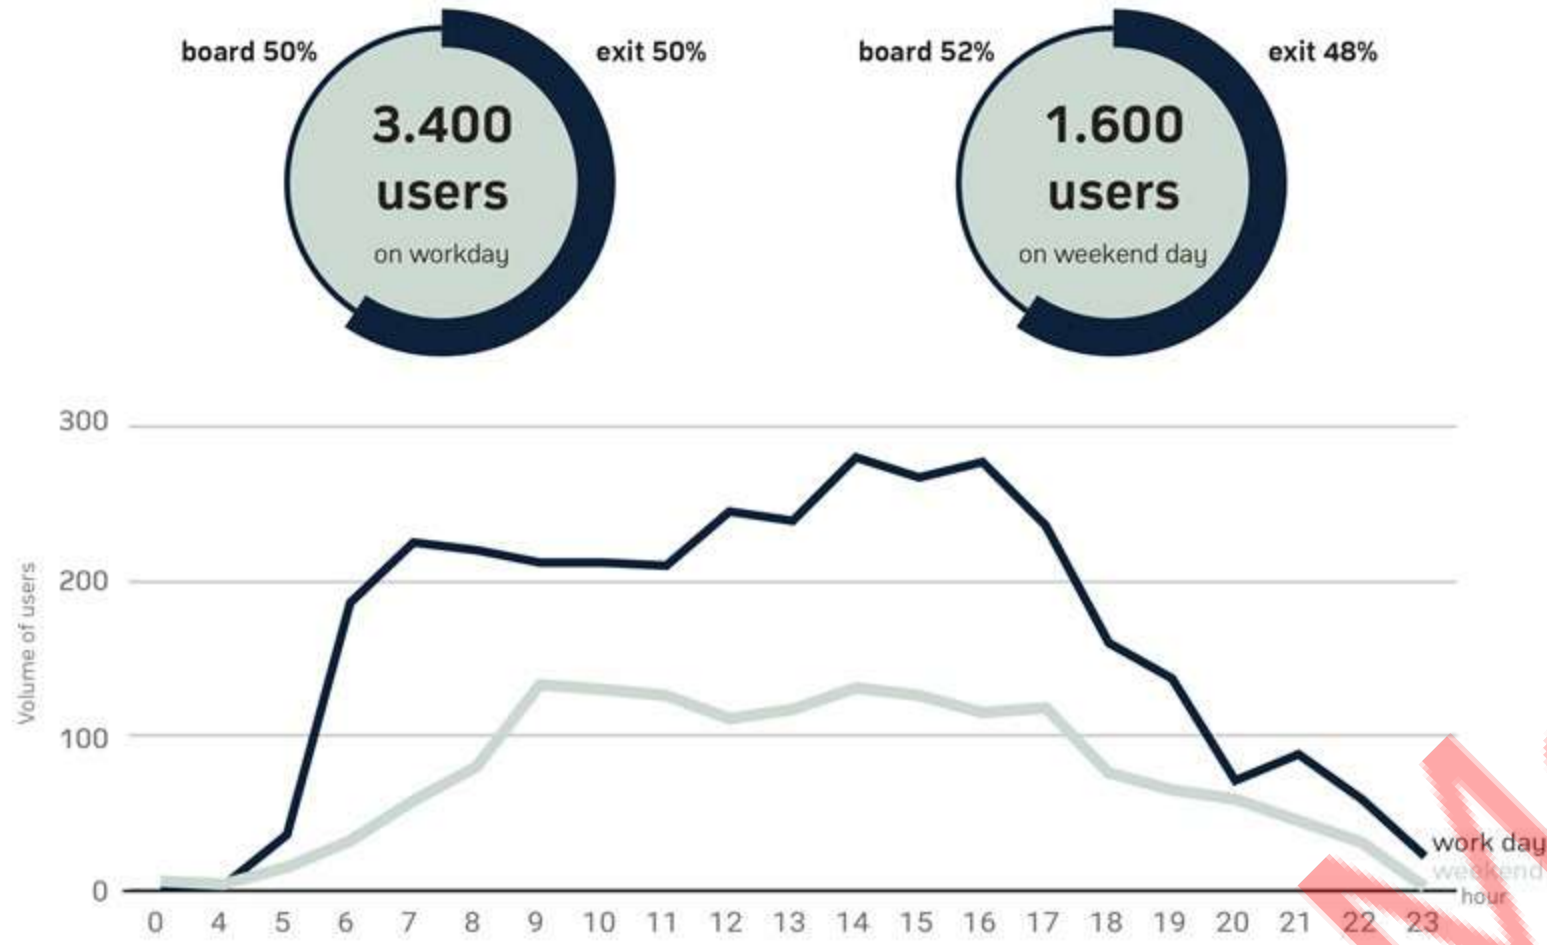 board 50%
exit 50%
3.400
users
on workday
board 52%
exit 48%
1.600
users
on weekend day
300
200
100
0
Volume of users
work day
weekend
hour
0 4 5 6 7 8 9 10 11 12 13 14 15 16 17 18 19 20 21 22 23